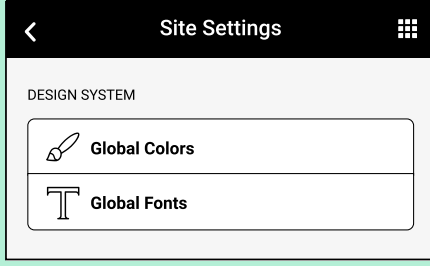 Site Settings
DESIGN SYSTEM
Global Colors
Global Fonts